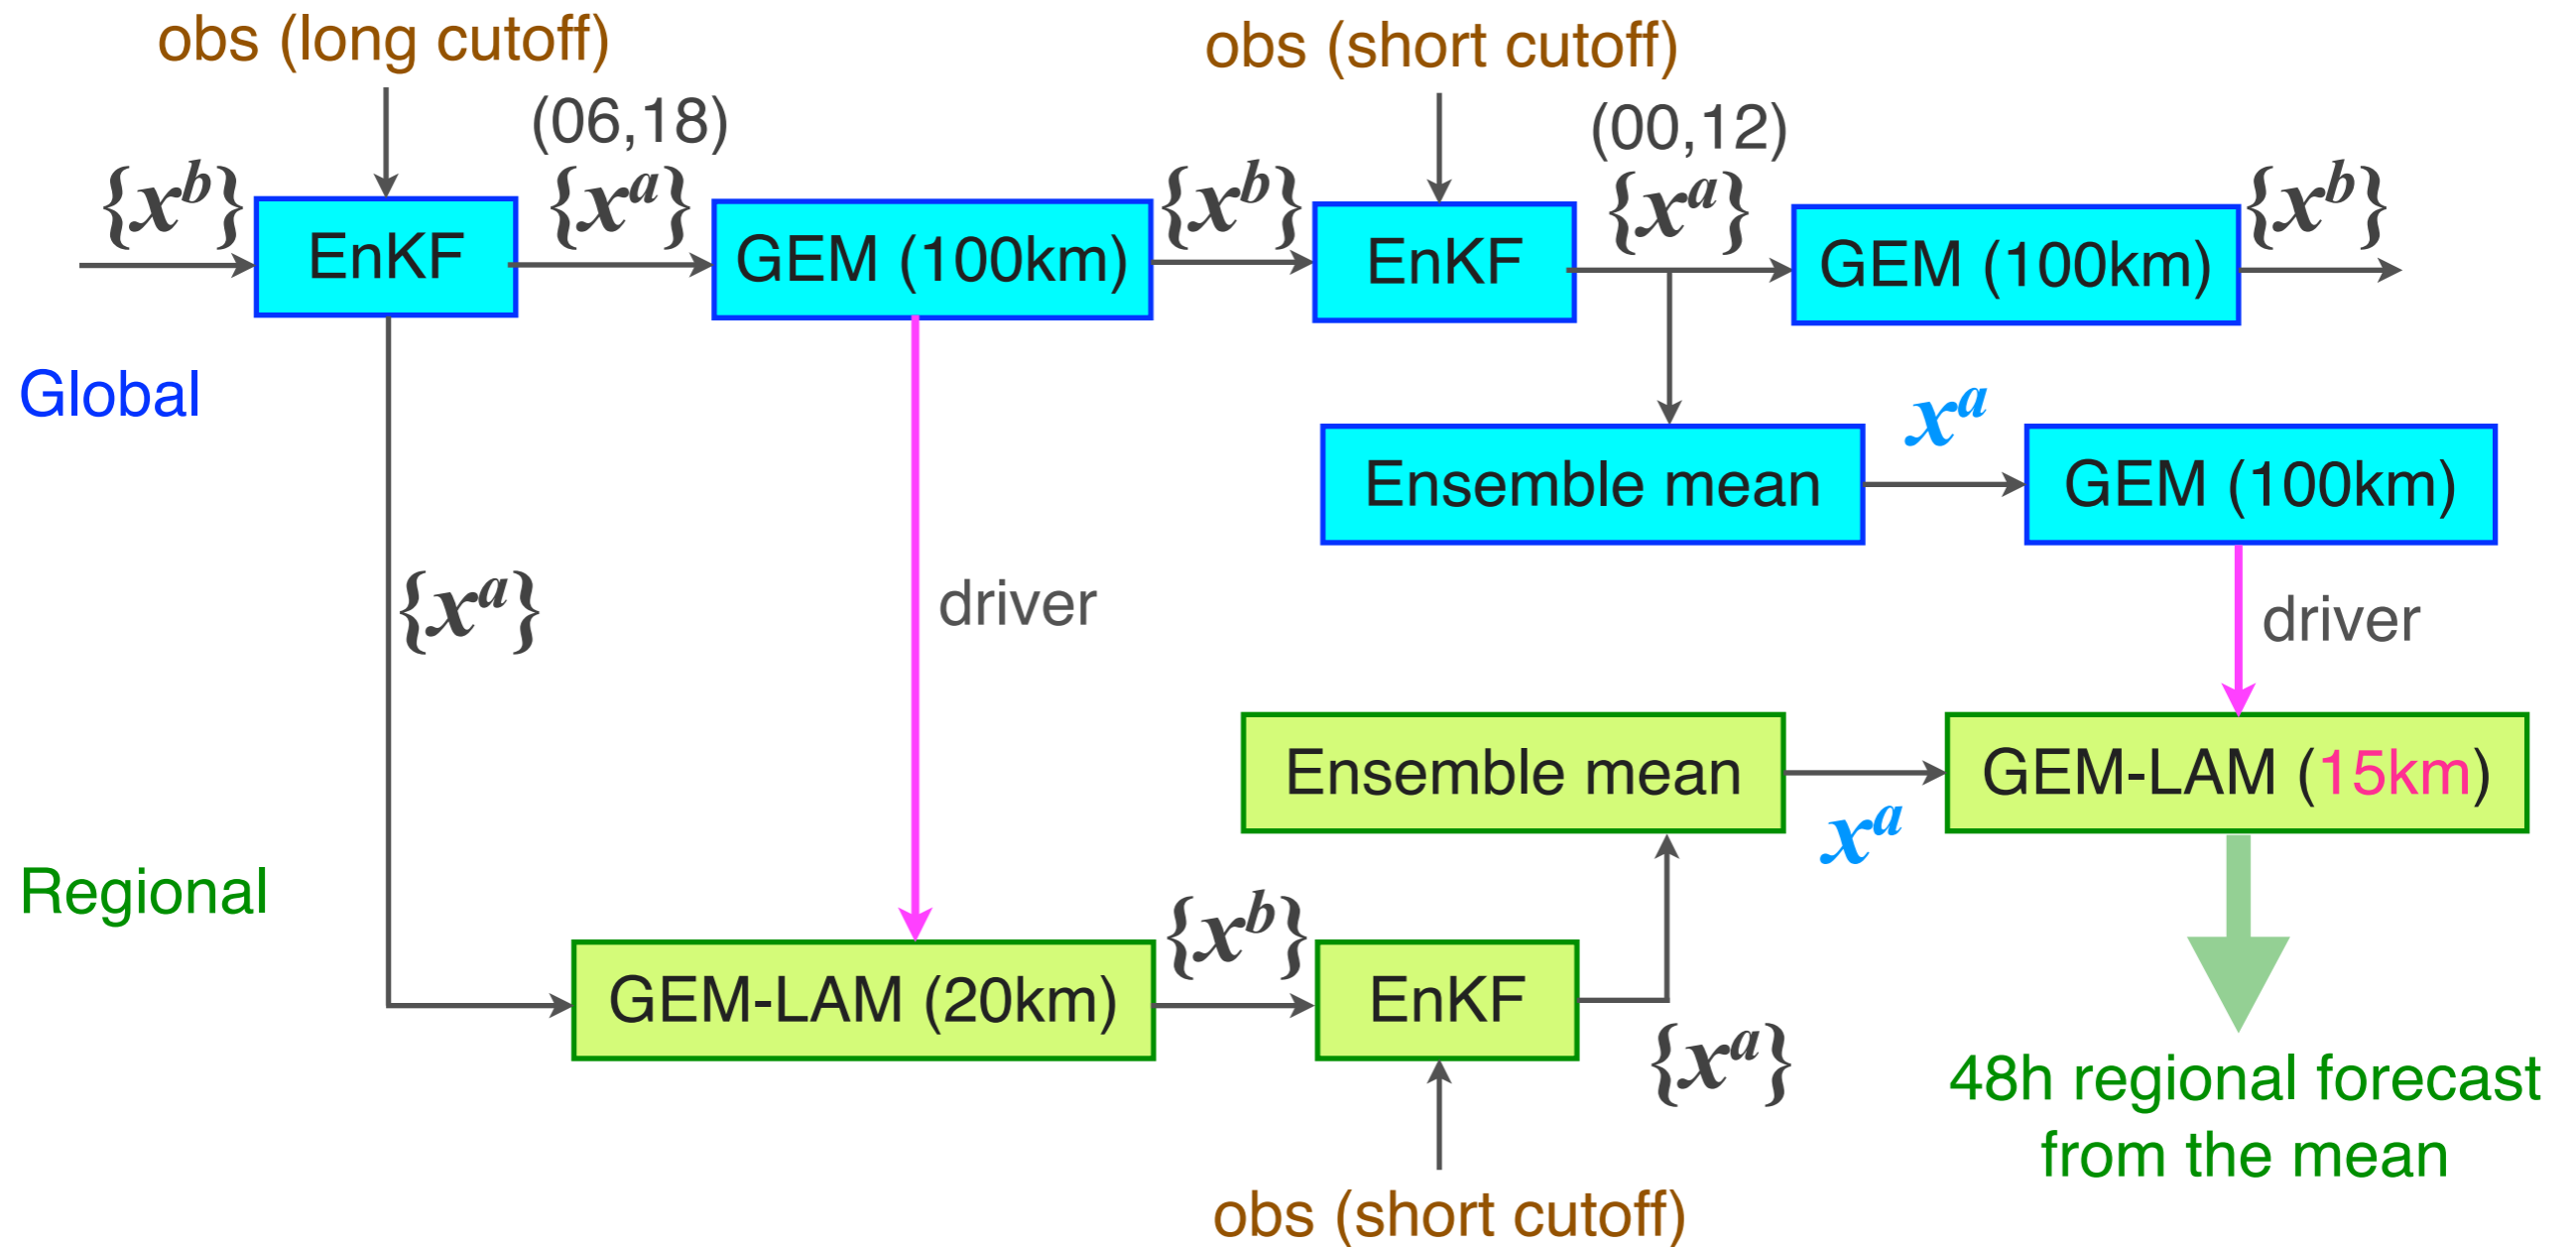 obs (long cutoff)
obs (short cutoff)
(06,18)
(00,12)
{x^b}
{x^a}
{x^b}
{x^a}
{x^b}
EnKF
GEM (100km)
EnKF
GEM (100km)
Global
x^a
Ensemble mean
GEM (100km)
{x^a}
driver
driver
Ensemble mean
GEM-LAM (15km)
x^a
Regional
{x^b}
GEM-LAM (20km)
EnKF
{x^a}
48h regional forecast
from the mean
obs (short cutoff)